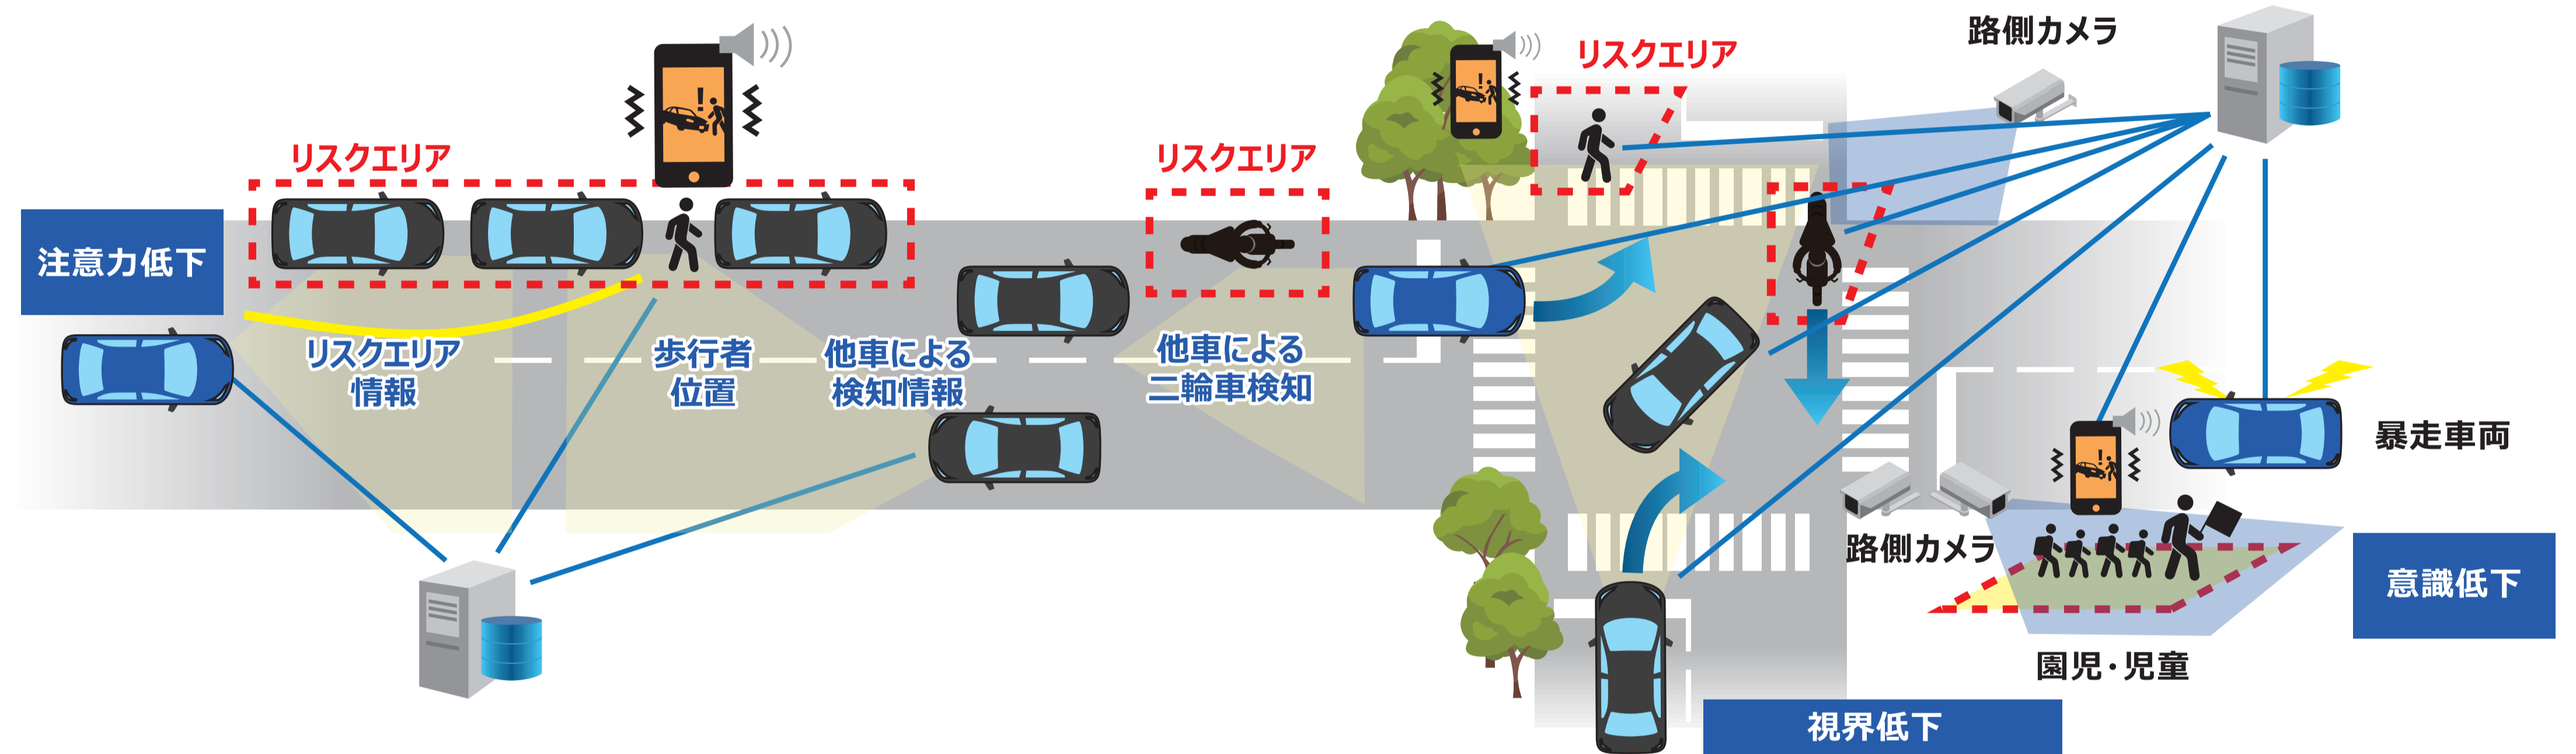 注意力低下
リスクエリア
リスクエリア
情報
歩行者
位置
他車による
検知情報
リスクエリア
他車による
二輪車検知
リスクエリア
路側カメラ
暴走車両
路側カメラ
園児・児童
意識低下
視界低下